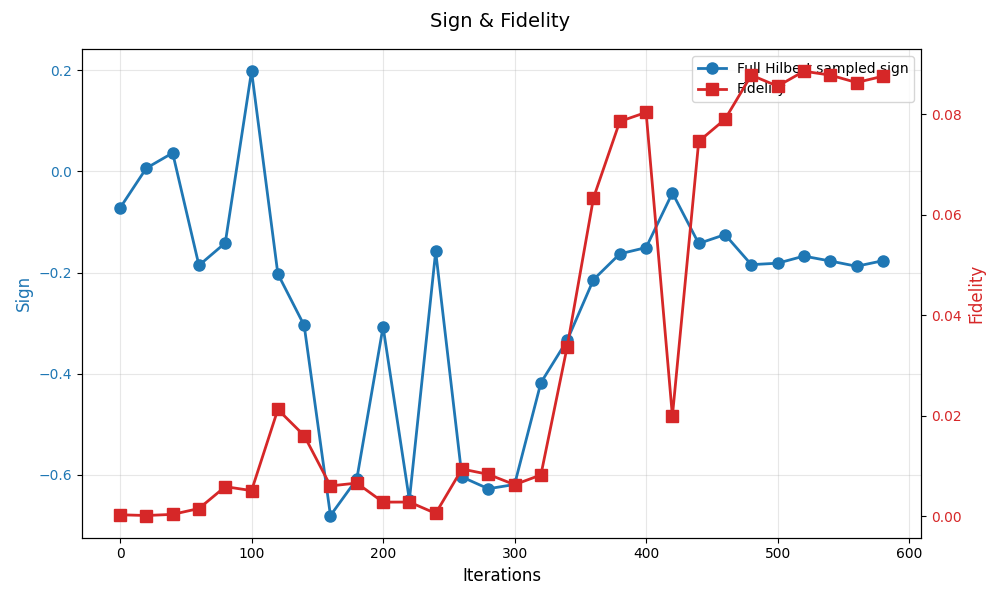 Sign & Fidelity
Full Hilbert sampled sign
Fidelity
0.2
0.0
−0.2
−0.4
−0.6
Sign
0.08
0.06
0.04
0.02
0.00
Fidelity
0 100 200 300 400 500 600
Iterations